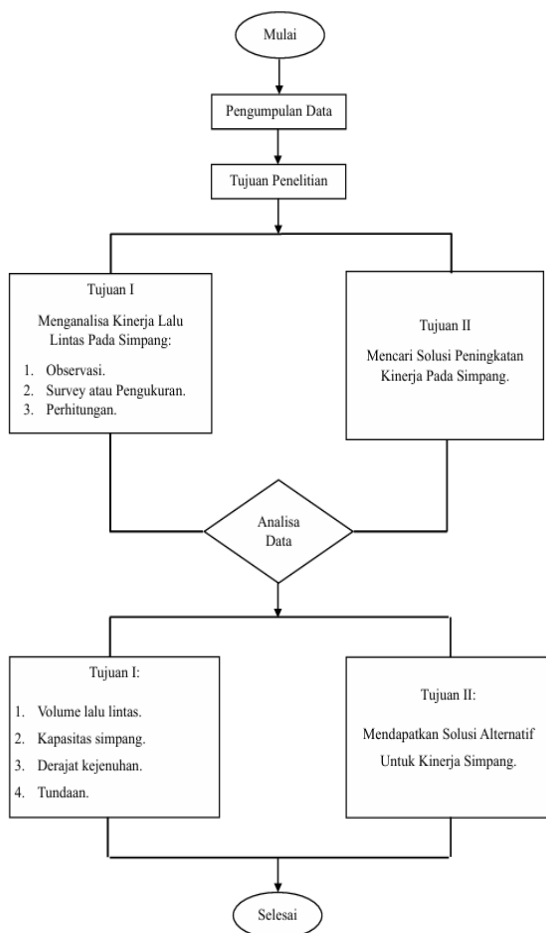 Mulai
Pengumpulan Data
Tujuan Penelitian
Tujuan I
Menganalisa Kinerja Lalu
Lintas Pada Simpang:
1. Observasi.
2. Survey atau Pengukuran.
3. Perhitungan.
Tujuan II
Mencari Solusi Peningkatan
Kinerja Pada Simpang.
Analisa
Data
Tujuan I:
1. Volume lalu lintas.
2. Kapasitas simpang.
3. Derajat kejenuhan.
4. Tundaan.
Tujuan II:
Mendapatkan Solusi Alternatif
Untuk Kinerja Simpang.
Selesai